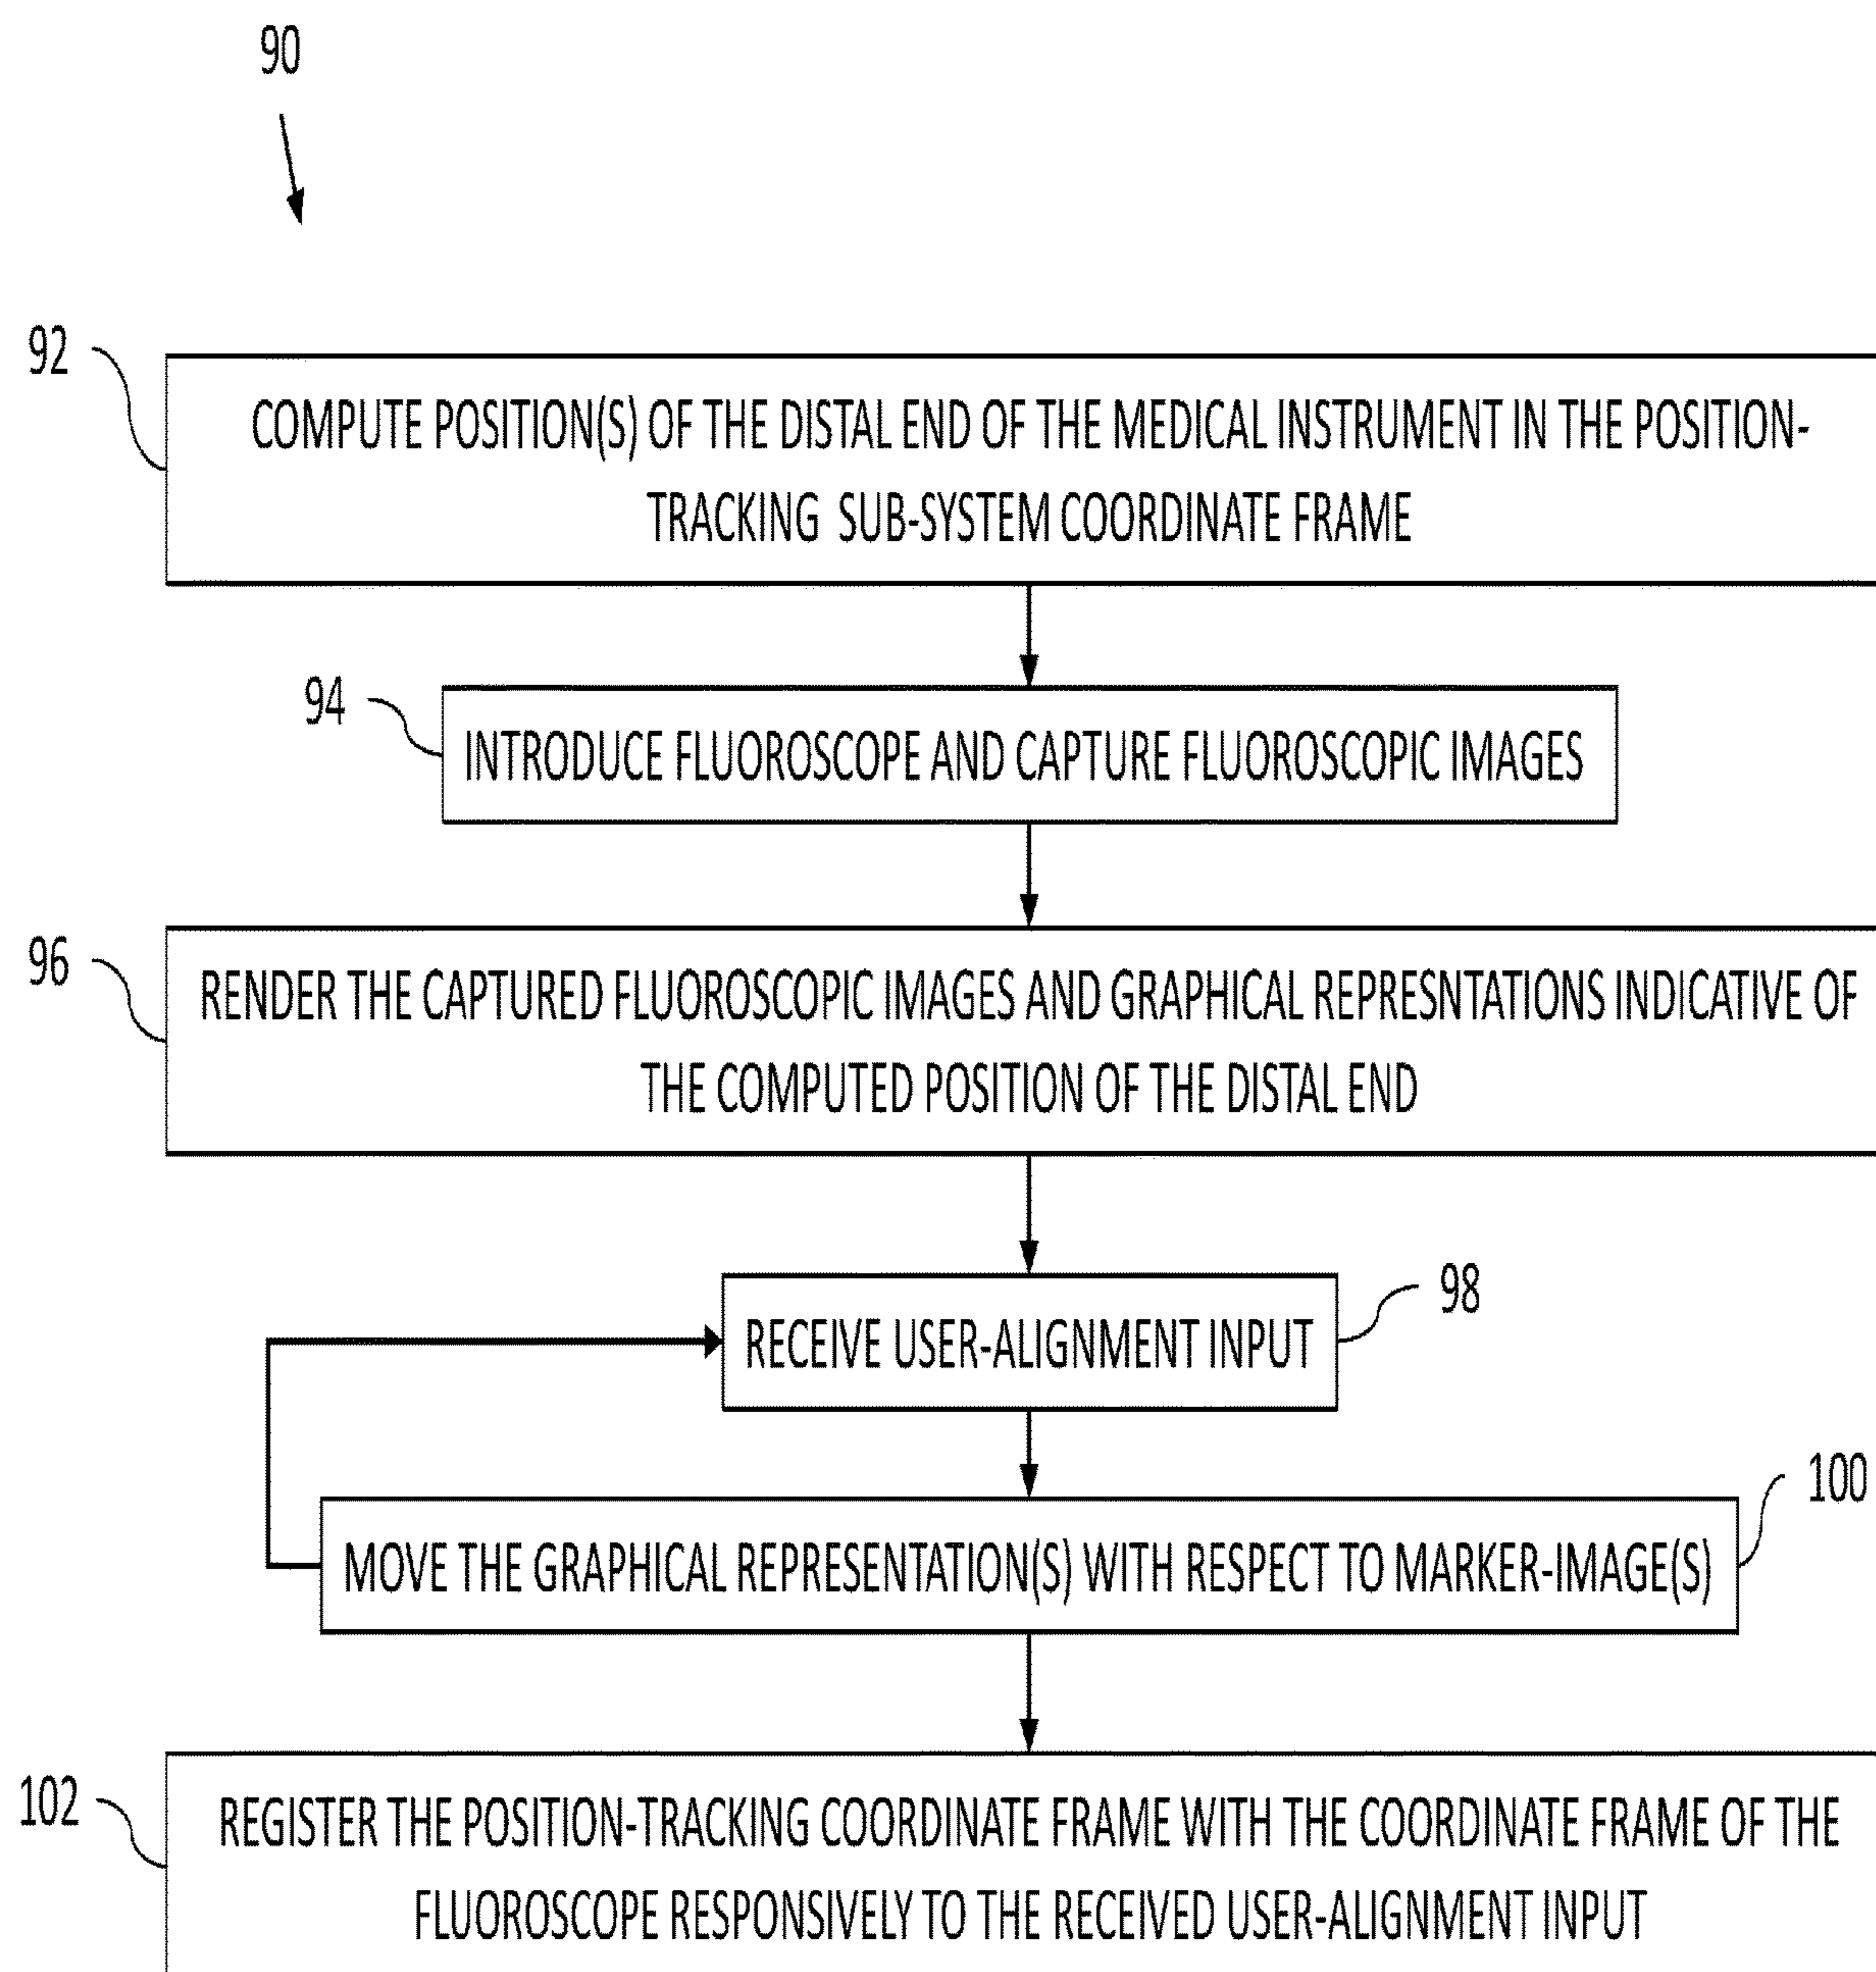 90
92
COMPUTE POSITION(S) OF THE DISTAL END OF THE MEDICAL INSTRUMENT IN THE POSITION-
TRACKING SUB-SYSTEM COORDINATE FRAME
94
INTRODUCE FLUOROSCOPE AND CAPTURE FLUOROSCOPIC IMAGES
96
RENDER THE CAPTURED FLUOROSCOPIC IMAGES AND GRAPHICAL REPRESNTATIONS INDICATIVE OF
THE COMPUTED POSITION OF THE DISTAL END
98
RECEIVE USER-ALIGNMENT INPUT
100
MOVE THE GRAPHICAL REPRESENTATION(S) WITH RESPECT TO MARKER-IMAGE(S)
102
REGISTER THE POSITION-TRACKING COORDINATE FRAME WITH THE COORDINATE FRAME OF THE
FLUOROSCOPE RESPONSIVELY TO THE RECEIVED USER-ALIGNMENT INPUT